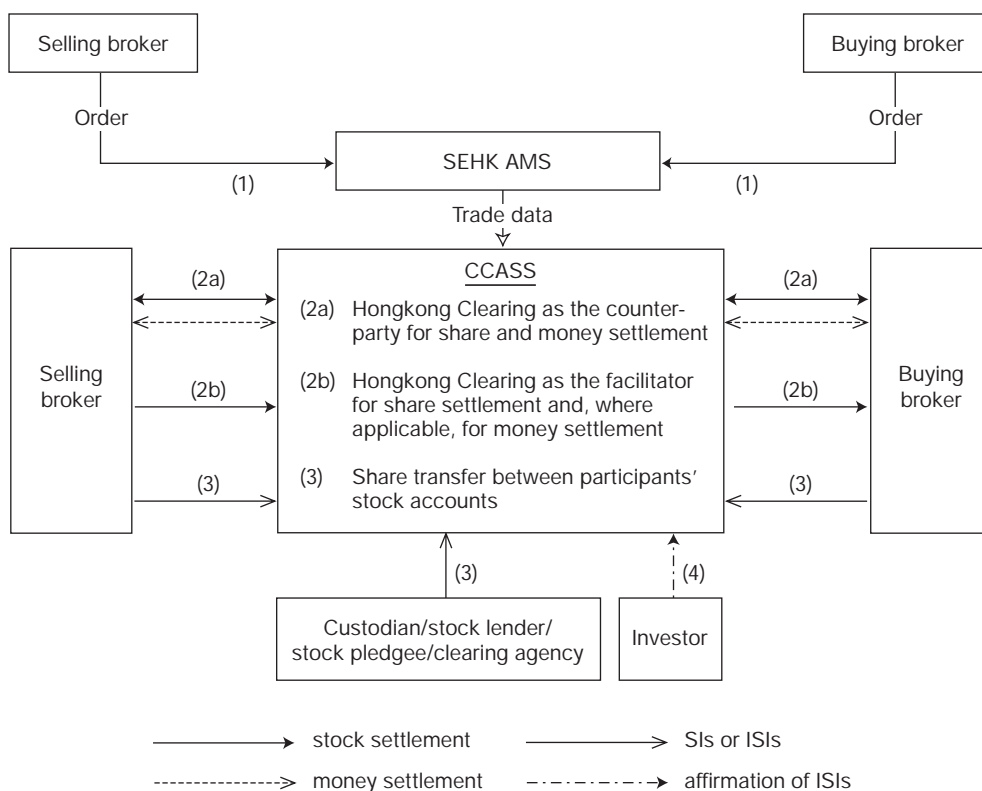 Selling broker
Buying broker
Order
Order
SEHK AMS
(1)
(1)
Trade data
CCASS
(2a)
(2a)
(2a) Hongkong Clearing as the counter-
party for share and money settlement
Selling
broker
Buying
broker
(2b)
(2b)
(2b) Hongkong Clearing as the facilitator
for share settlement and, where
applicable, for money settlement
(3)
(3)
(3) Share transfer between participants’
stock accounts
(3)
(4)
Custodian/stock lender/
stock pledgee/clearing agency
Investor
stock settlement
SIs or ISIs
money settlement
affirmation of ISIs